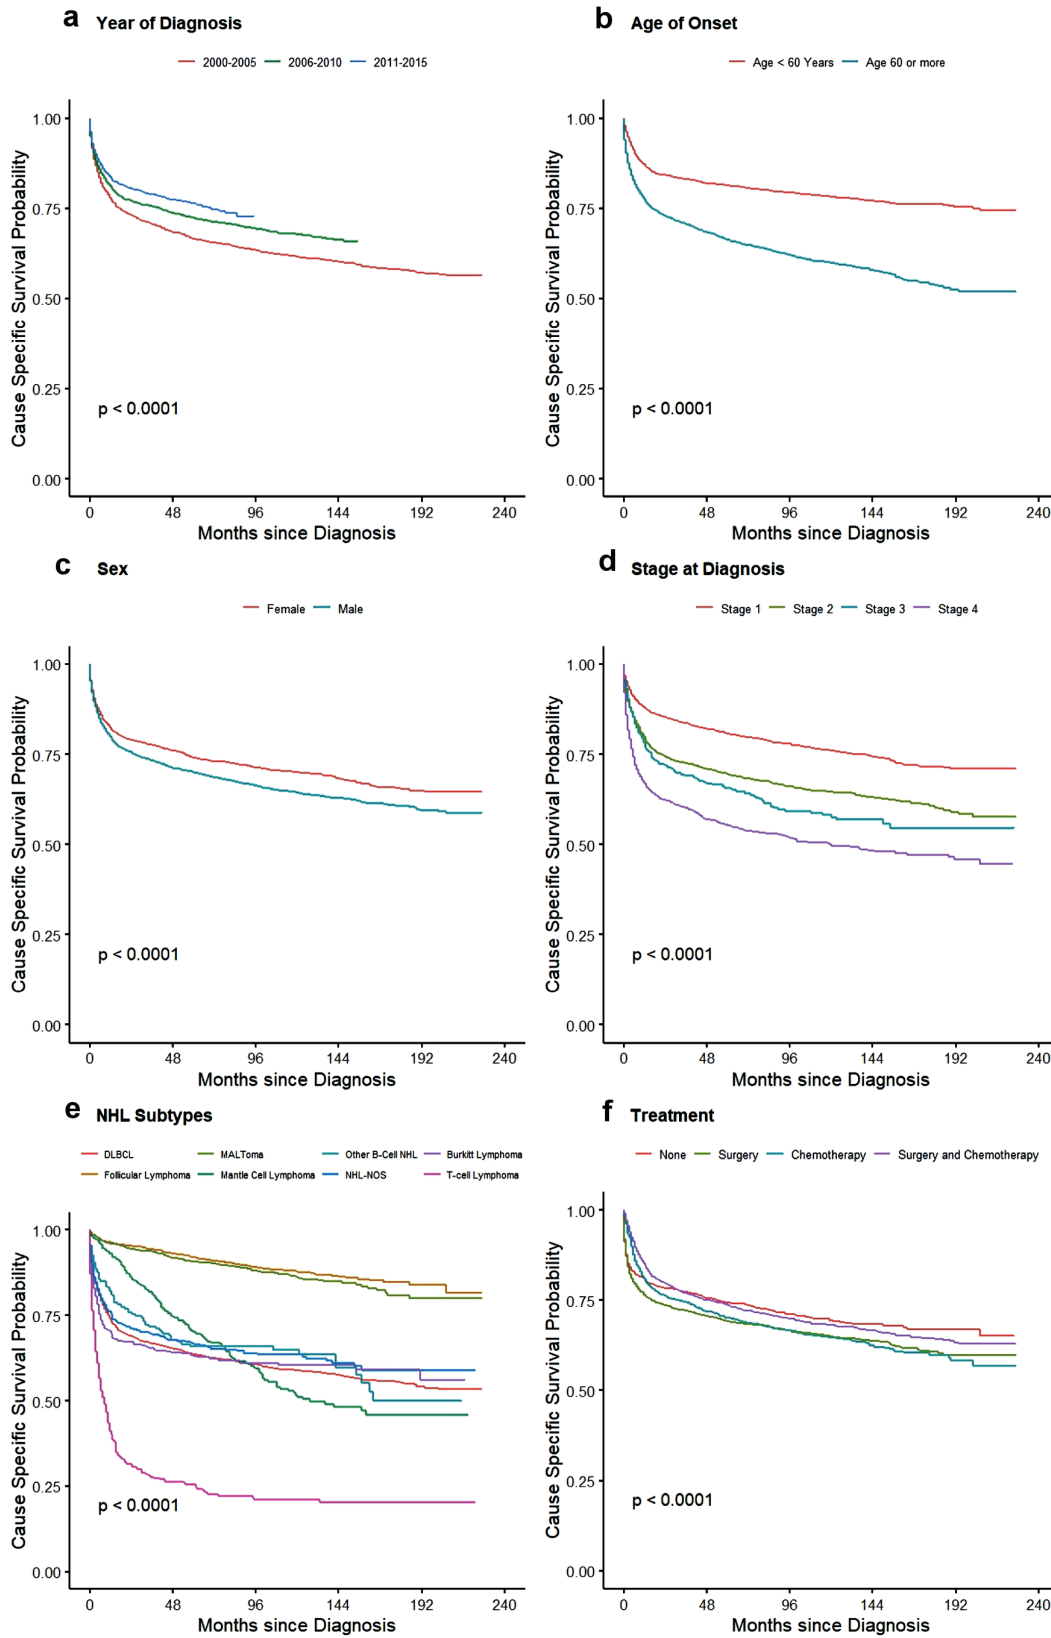 a Year of Diagnosis
2000-2005 2006-2010 2011-2015
Cause Specific Survival Probability
1.00
0.75
0.50
0.25
0.00
p < 0.0001
0 48 96 144 192 240
Months since Diagnosis
b Age of Onset
Age < 60 Years Age 60 or more
Cause Specific Survival Probability
1.00
0.75
0.50
0.25
0.00
p < 0.0001
0 48 96 144 192 240
Months since Diagnosis
c Sex
Female Male
Cause Specific Survival Probability
1.00
0.75
0.50
0.25
0.00
p < 0.0001
0 48 96 144 192 240
Months since Diagnosis
d Stage at Diagnosis
Stage 1 Stage 2 Stage 3 Stage 4
Cause Specific Survival Probability
1.00
0.75
0.50
0.25
0.00
p < 0.0001
0 48 96 144 192 240
Months since Diagnosis
e NHL Subtypes
DLBCL MALToma Other B-Cell NHL Burkitt Lymphoma
Follicular Lymphoma Mantle Cell Lymphoma NHL-NOS T-cell Lymphoma
Cause Specific Survival Probability
1.00
0.75
0.50
0.25
0.00
p < 0.0001
0 48 96 144 192 240
Months since Diagnosis
f Treatment
None Surgery Chemotherapy Surgery and Chemotherapy
Cause Specific Survival Probability
1.00
0.75
0.50
0.25
0.00
p < 0.0001
0 48 96 144 192 240
Months since Diagnosis